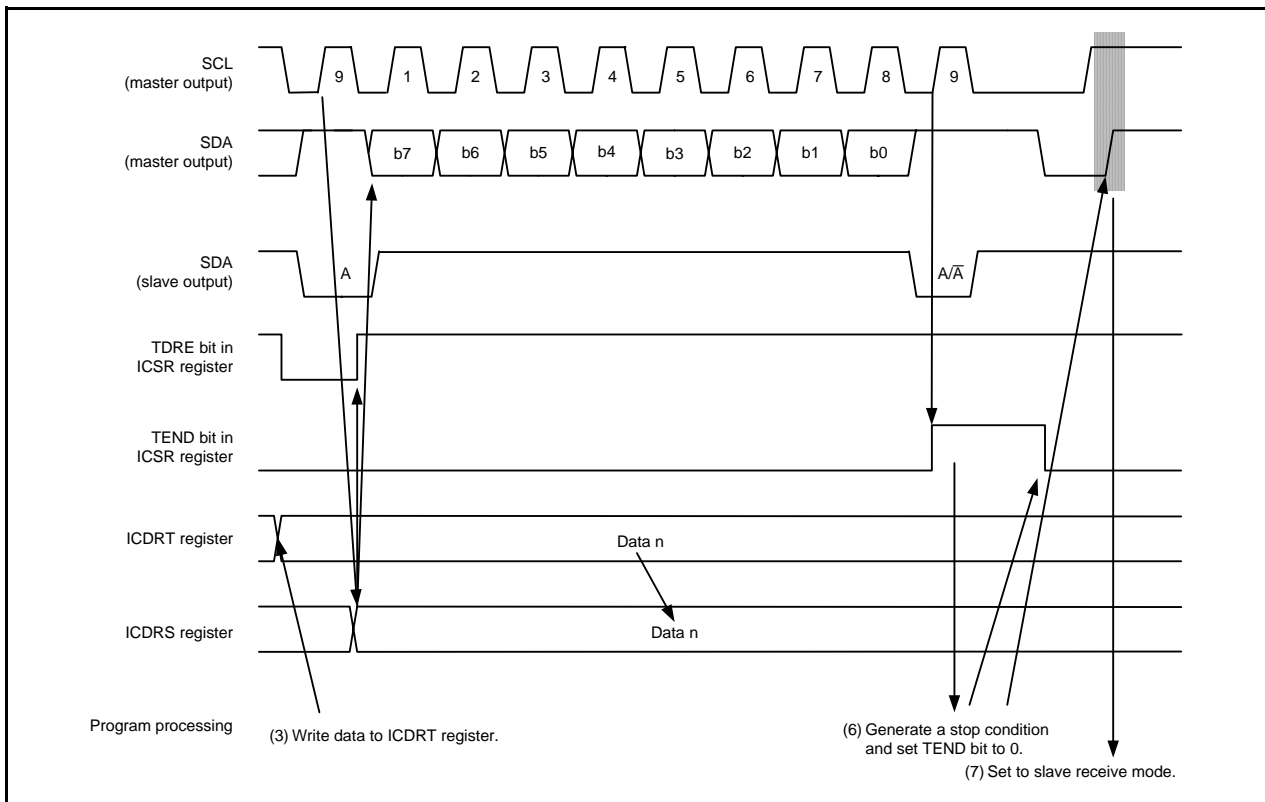 SCL
(master output)
9 1 2 3 4 5 6 7 8 9
SDA
(master output)
b7 b6 b5 b4 b3 b2 b1 b0
SDA
(slave output)
A A/A̅
TDRE bit in
ICSR register
TEND bit in
ICSR register
ICDRT register
Data n
ICDRS register
Data n
Program processing
(3) Write data to ICDRT register.
(6) Generate a stop condition
and set TEND bit to 0.
(7) Set to slave receive mode.